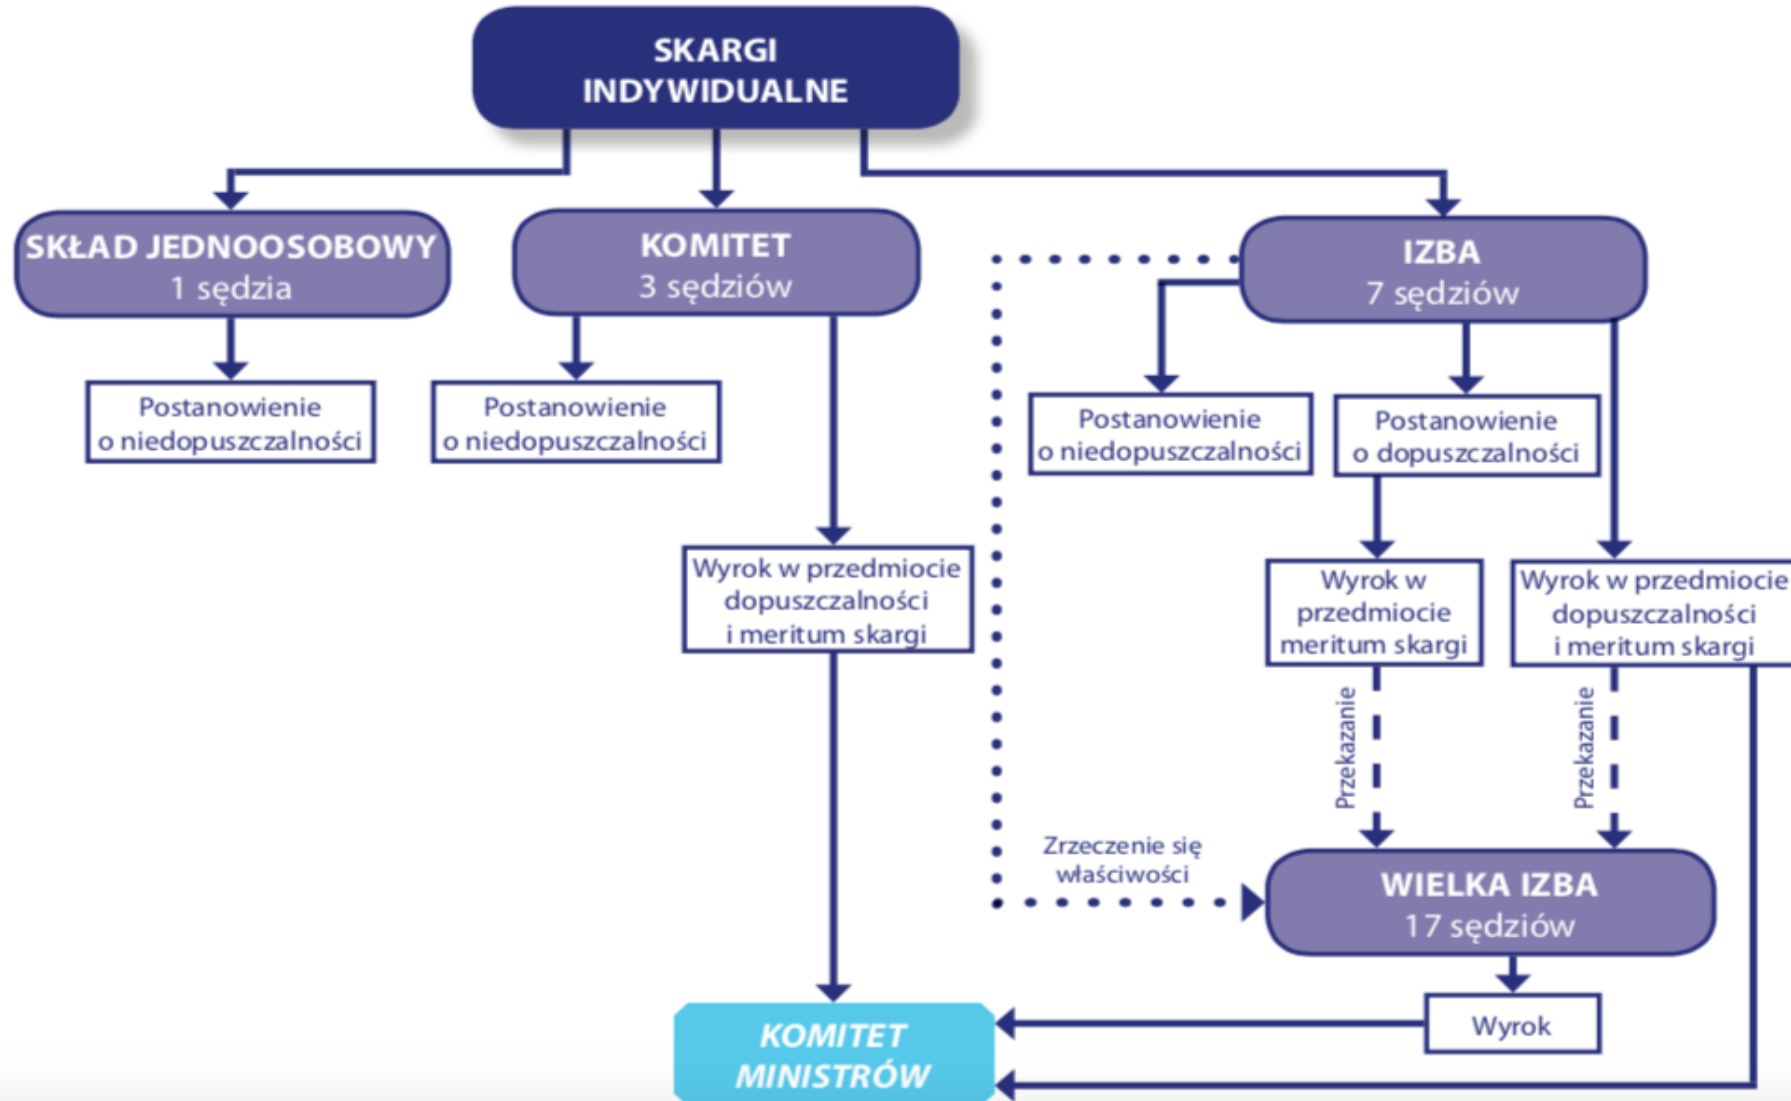 SKARGI
INDYWIDUALNE
SKŁAD JEDNOOSOBOWY
1 sędzia
KOMITET
3 sędziów
IZBA
7 sędziów
Postanowienie
o niedopuszczalności
Postanowienie
o niedopuszczalności
Postanowienie
o niedopuszczalności
Postanowienie
o dopuszczalności
Wyrok w przedmiocie
dopuszczalności
i meritum skargi
Wyrok w
przedmiocie
meritum skargi
Wyrok w przedmiocie
dopuszczalności
i meritum skargi
Przekazanie
Przekazanie
Zrzeczenie się
właściwości
WIELKA IZBA
17 sędziów
Wyrok
KOMITET
MINISTRÓW